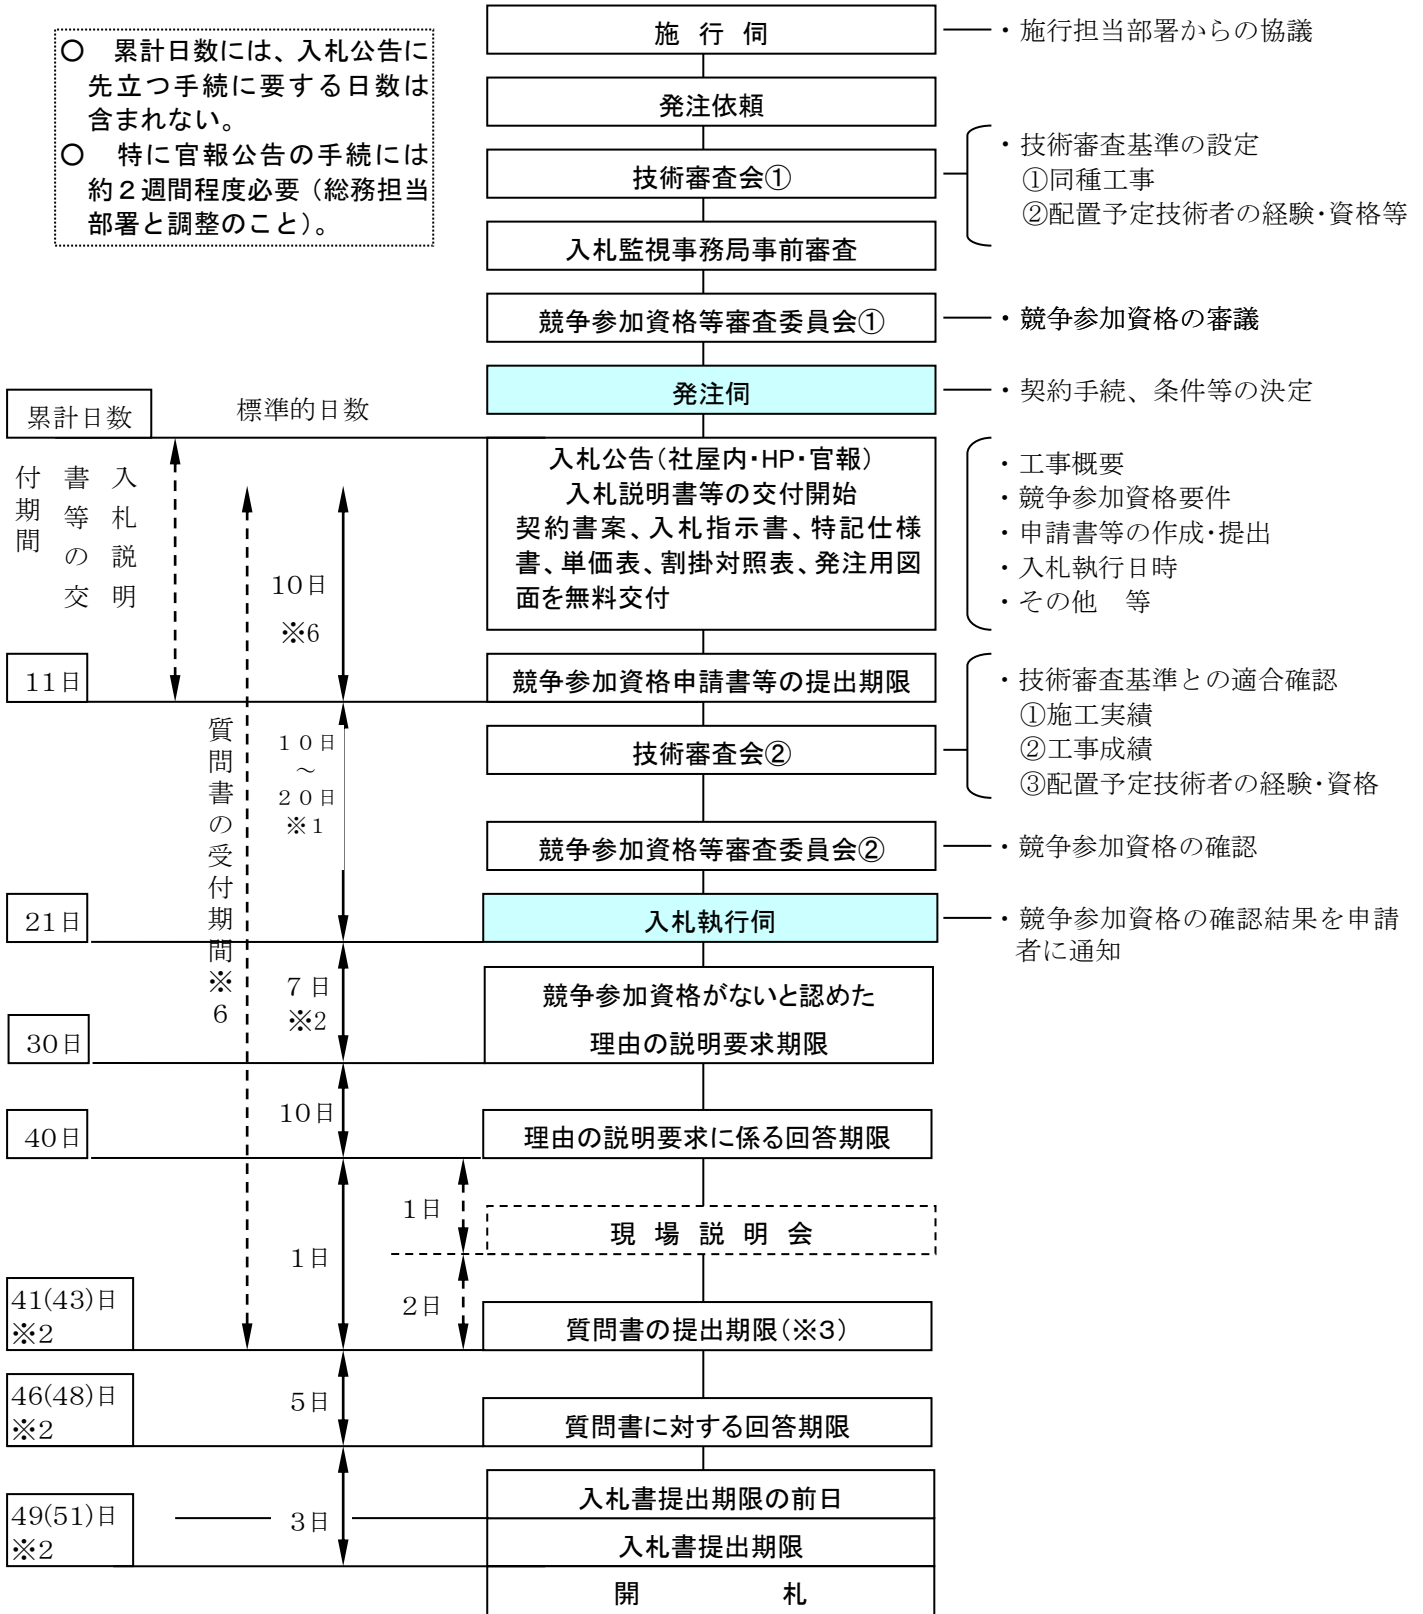 〇　累計日数には、入札公告に
先立つ手続に要する日数は
含まれない。
〇　特に官報公告の手続には
約２週間程度必要（総務担当
部署と調整のこと）。
施　行　伺
・施行担当部署からの協議
発注依頼
技術審査会①
・技術審査基準の設定
①同種工事
②配置予定技術者の経験・資格等
入札監視事務局事前審査
競争参加資格等審査委員会①
・競争参加資格の審議
発注伺
・契約手続、条件等の決定
累計日数
標準的日数
入札説明
書等の交
付期間
入札公告（社屋内・HP・官報）
入札説明書等の交付開始
契約書案、入札指示書、特記仕様
書、単価表、割掛対照表、発注用図
面を無料交付
・工事概要
・競争参加資格要件
・申請書等の作成・提出
・入札執行日時
・その他　等
10日
※6
11日
競争参加資格申請書等の提出期限
・技術審査基準との適合確認
①施工実績
②工事成績
③配置予定技術者の経験・資格
質問書の受付期間※6
１０日
～
２０日
※１
技術審査会②
競争参加資格等審査委員会②
・競争参加資格の確認
21日
入札執行伺
・競争参加資格の確認結果を申請
者に通知
７日
※2
競争参加資格がないと認めた
理由の説明要求期限
30日
10日
40日
理由の説明要求に係る回答期限
1日
現　場　説　明　会
1日
2日
41(43)日
※2
質問書の提出期限（※３）
46(48)日
※2
5日
質問書に対する回答期限
入札書提出期限の前日
49(51)日
※2
3日
入札書提出期限
開　　　　　札